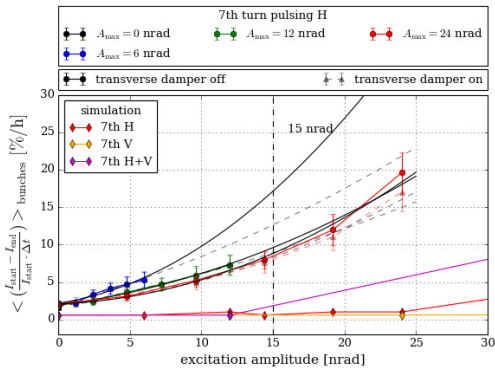 7th turn pulsing H
A_max = 0 nrad
A_max = 12 nrad
A_max = 24 nrad
A_max = 6 nrad
transverse damper off
transverse damper on
simulation
7th H
7th V
7th H+V
15 nrad
< ( (I_start − I_end) / (I_start · Δt) ) >_bunches [%/h]
30
25
20
15
10
5
0
0
5
10
15
20
25
30
excitation amplitude [nrad]